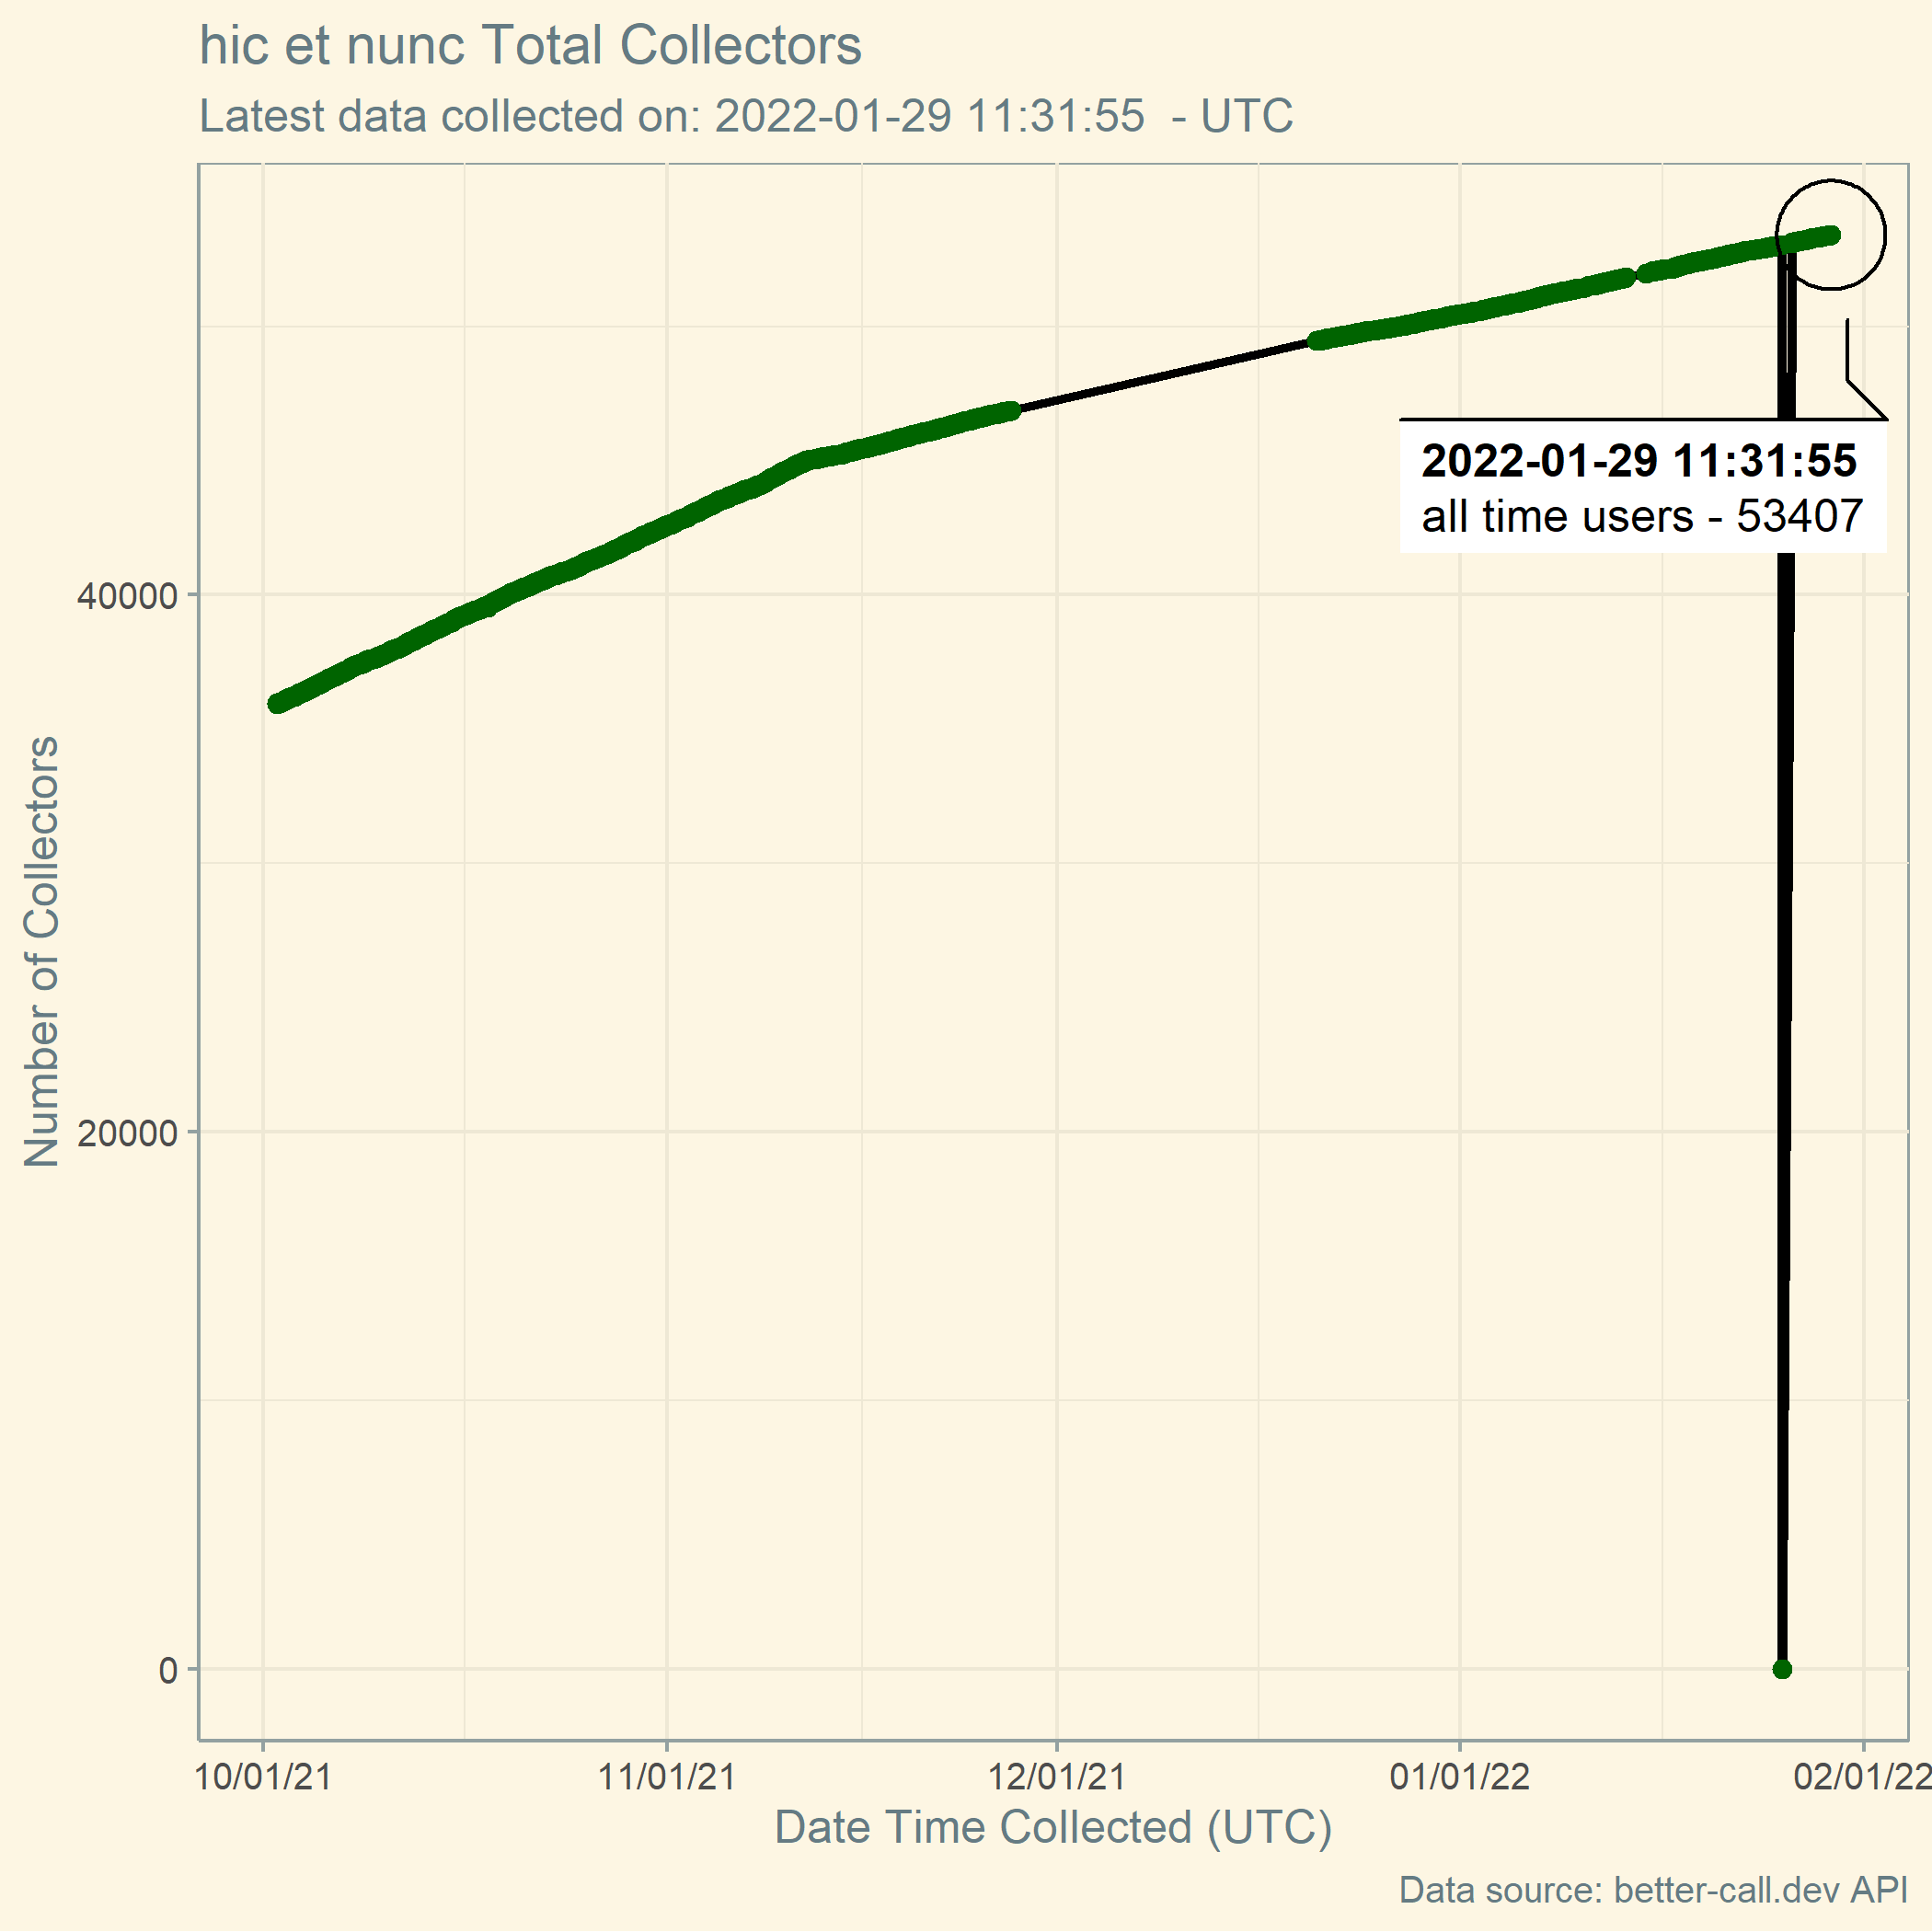 hic et nunc Total Collectors
Latest data collected on: 2022-01-29 11:31:55  - UTC
2022-01-29 11:31:55
all time users - 53407
Number of Collectors
40000
20000
0
10/01/21
11/01/21
12/01/21
01/01/22
02/01/22
Date Time Collected (UTC)
Data source: better-call.dev API